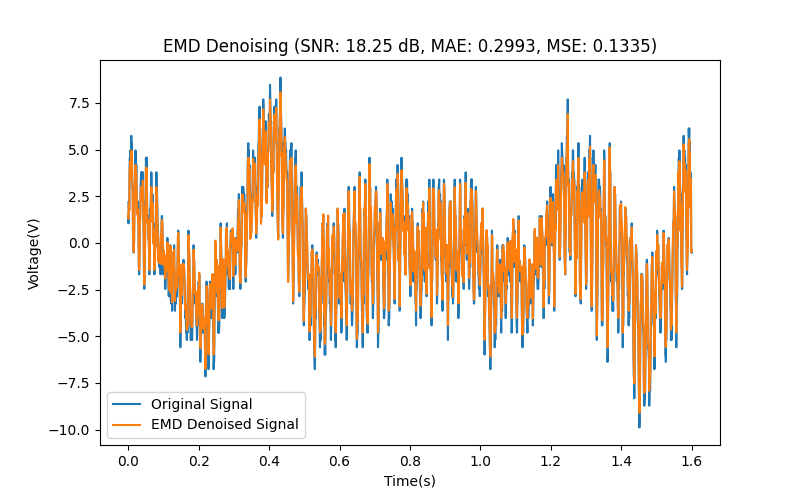 EMD Denoising (SNR: 18.25 dB, MAE: 0.2993, MSE: 0.1335)
7.5
5.0
2.5
0.0
−2.5
−5.0
−7.5
−10.0
Voltage(V)
Original Signal
EMD Denoised Signal
0.0 0.2 0.4 0.6 0.8 1.0 1.2 1.4 1.6
Time(s)